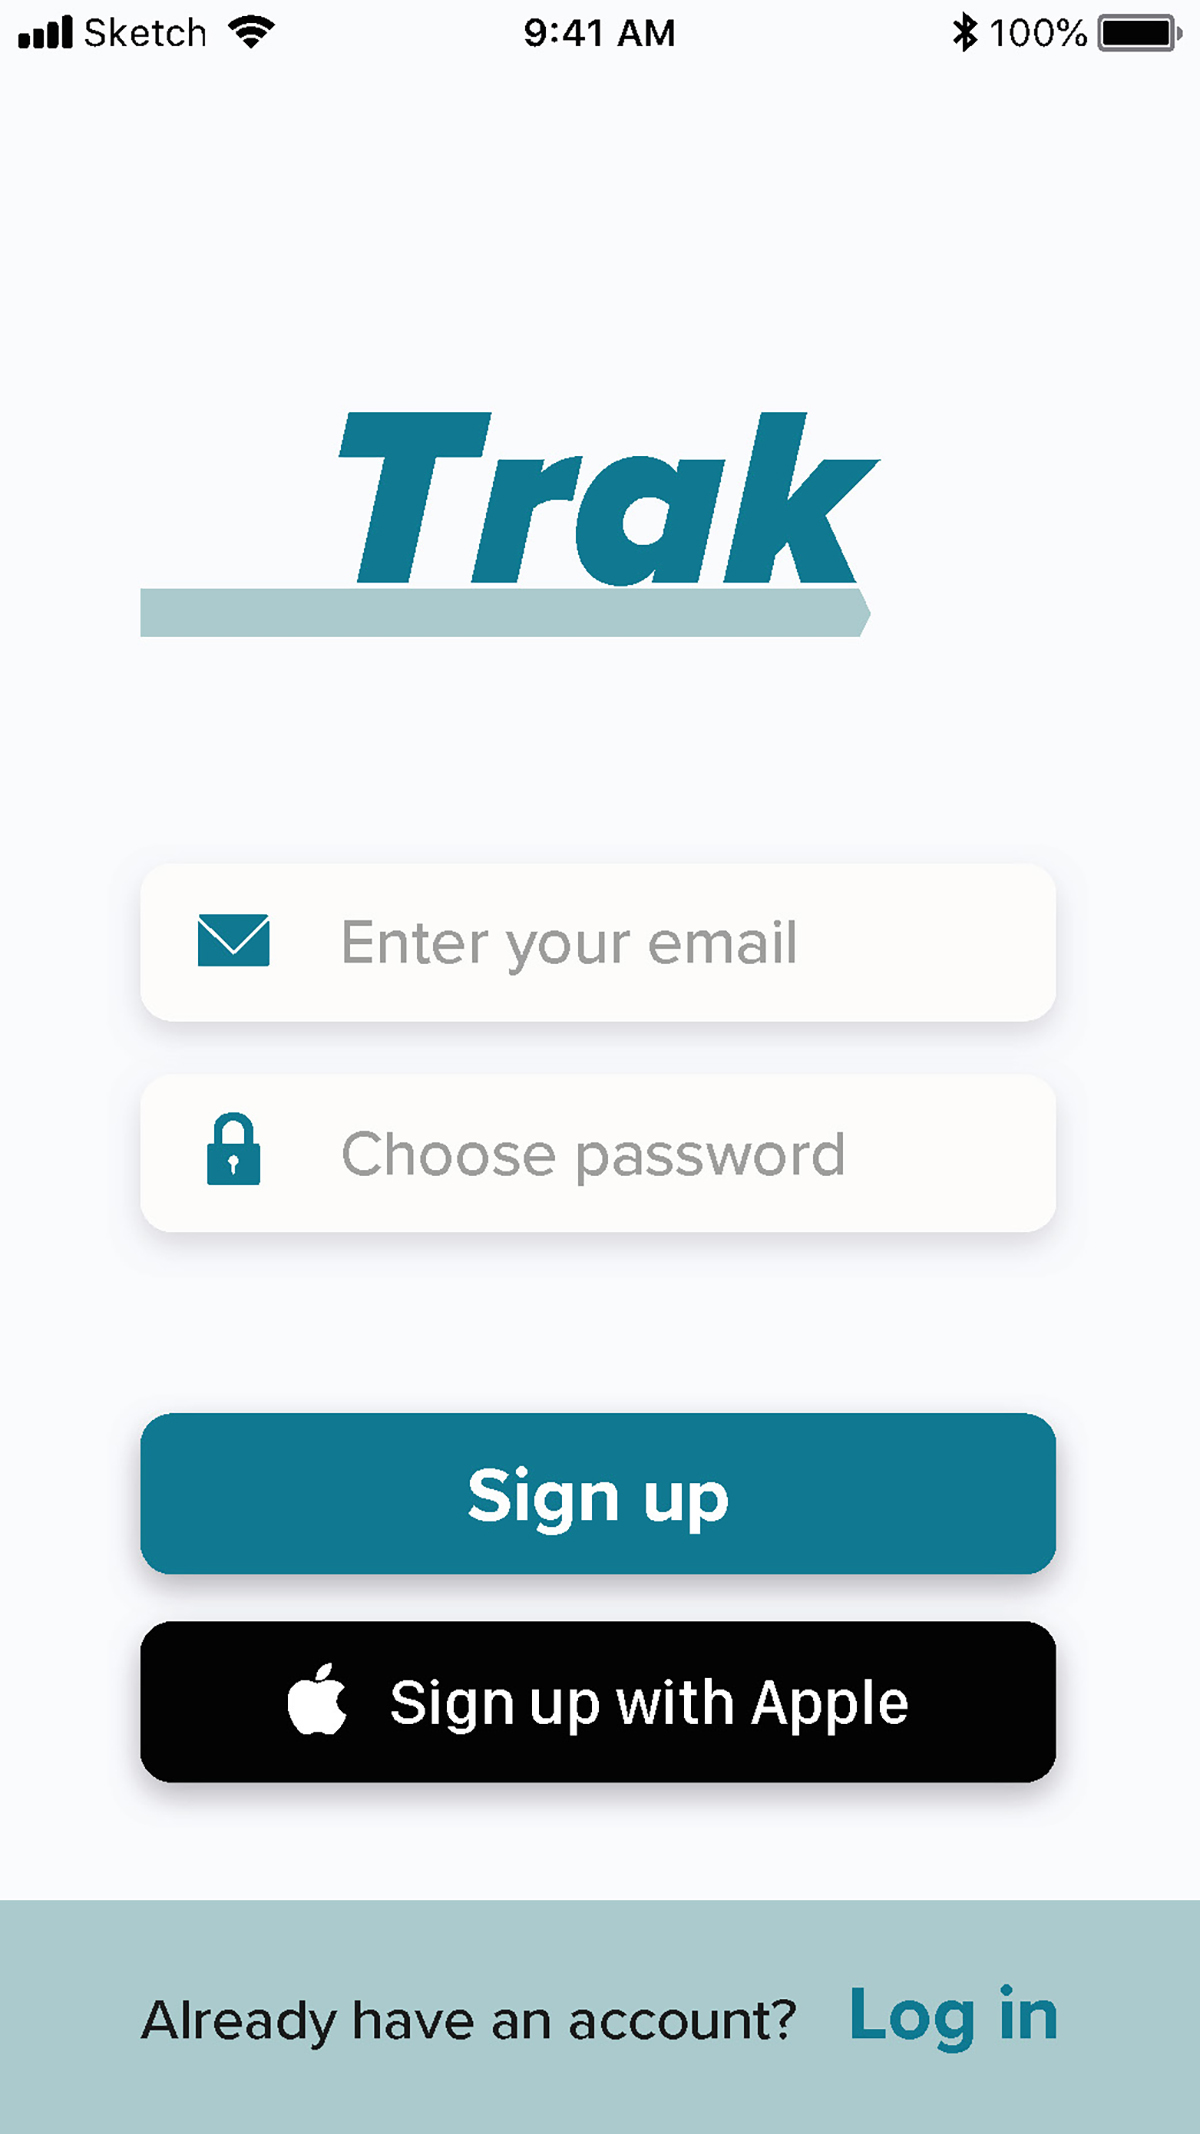 Sketch 9:41 AM 100%
Trak
Enter your email
Choose password
Sign up
Sign up with Apple
Already have an account? Log in